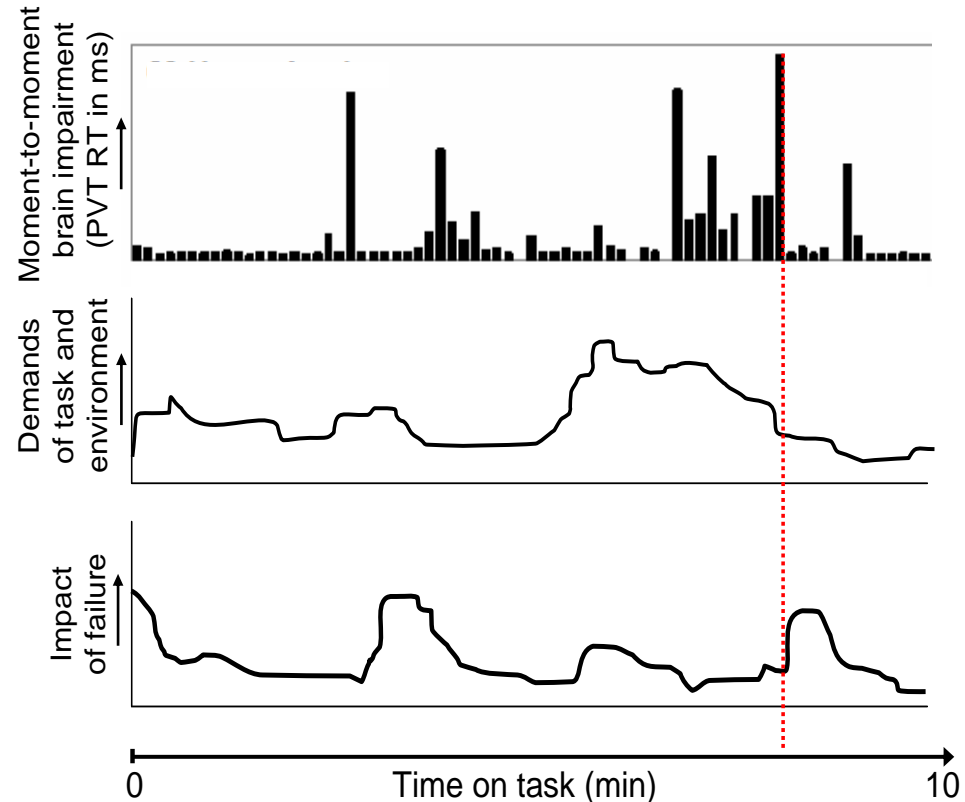 Moment-to-moment
brain impairment
(PVT RT in ms)
Demands
of task and
environment
Impact
of failure
0
Time on task (min)
10